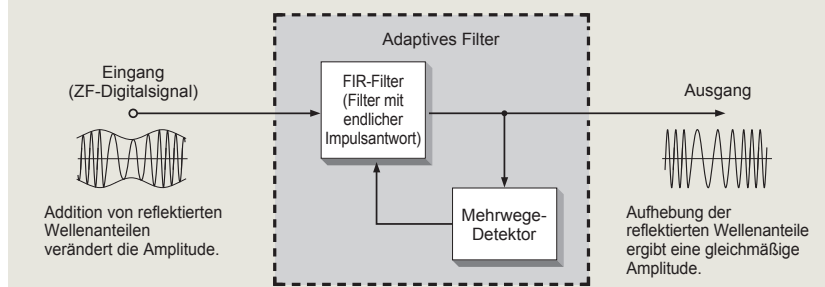 Adaptives Filter
Eingang
(ZF-Digitalsignal)
FIR-Filter
(Filter mit
endlicher
Impulsantwort)
Ausgang
Mehrwege-
Detektor
Addition von reflektierten
Wellenanteilen
verändert die Amplitude.
Aufhebung der
reflektierten Wellenanteile
ergibt eine gleichmäßige
Amplitude.